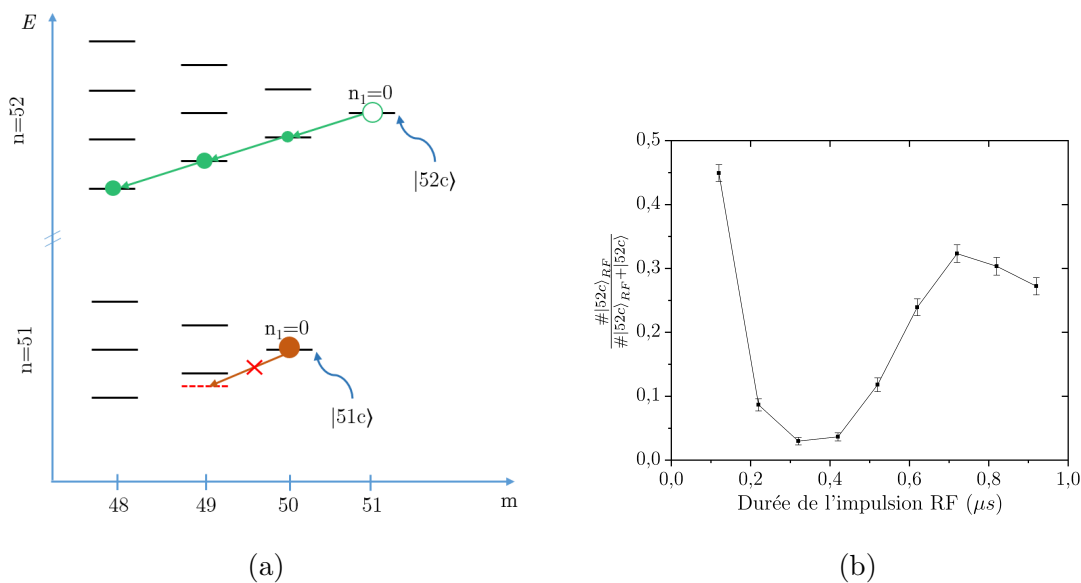 E
n=52
n₁=0
|52c⟩
n=51
n₁=0
|51c⟩
48 49 50 51 m
(a)
#|52c⟩RF
#|52c⟩RF+|52c⟩
0,5
0,4
0,3
0,2
0,1
0,0
0,0 0,2 0,4 0,6 0,8 1,0
Durée de l'impulsion RF (μs)
(b)